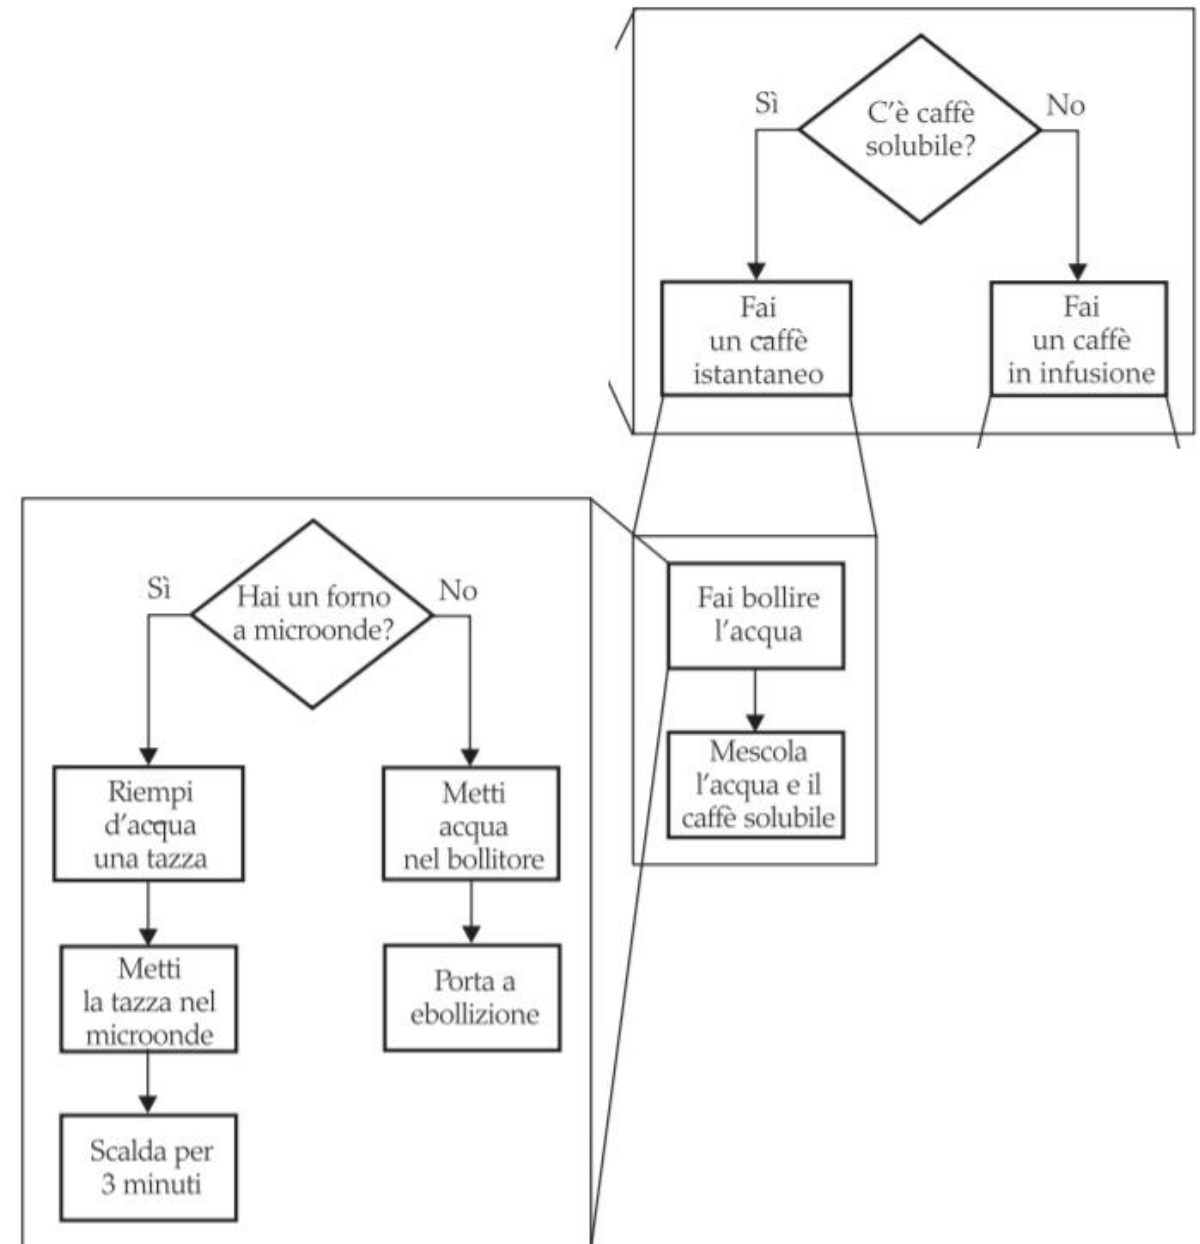 C'è caffè
solubile?
Sì
No
Fai
un caffè
istantaneo
Fai
un caffè
in infusione
Fai bollire
l'acqua
Mescola
l'acqua e il
caffè solubile
Hai un forno
a microonde?
Sì
No
Riempi
d'acqua
una tazza
Metti
la tazza nel
microonde
Scalda per
3 minuti
Metti
acqua
nel bollitore
Porta a
ebollizione